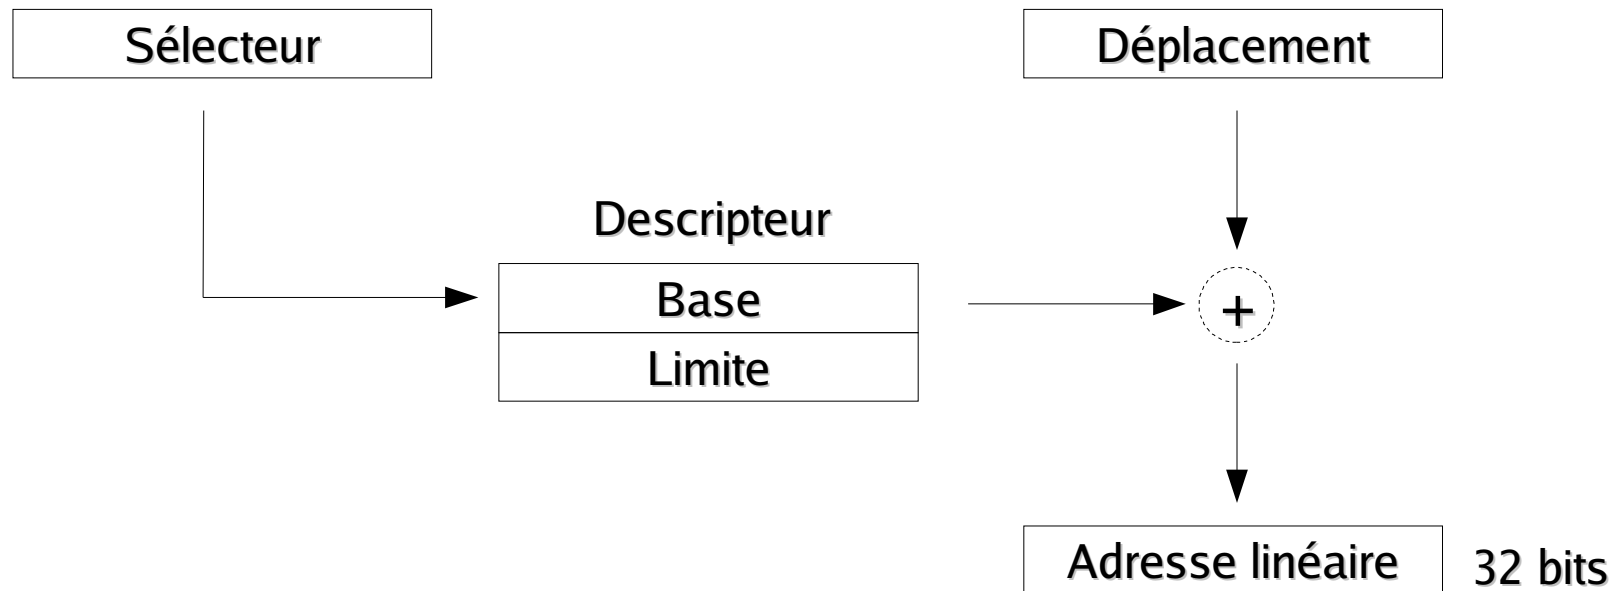 Sélecteur
Déplacement
Descripteur
Base
+
Limite
Adresse linéaire
32 bits